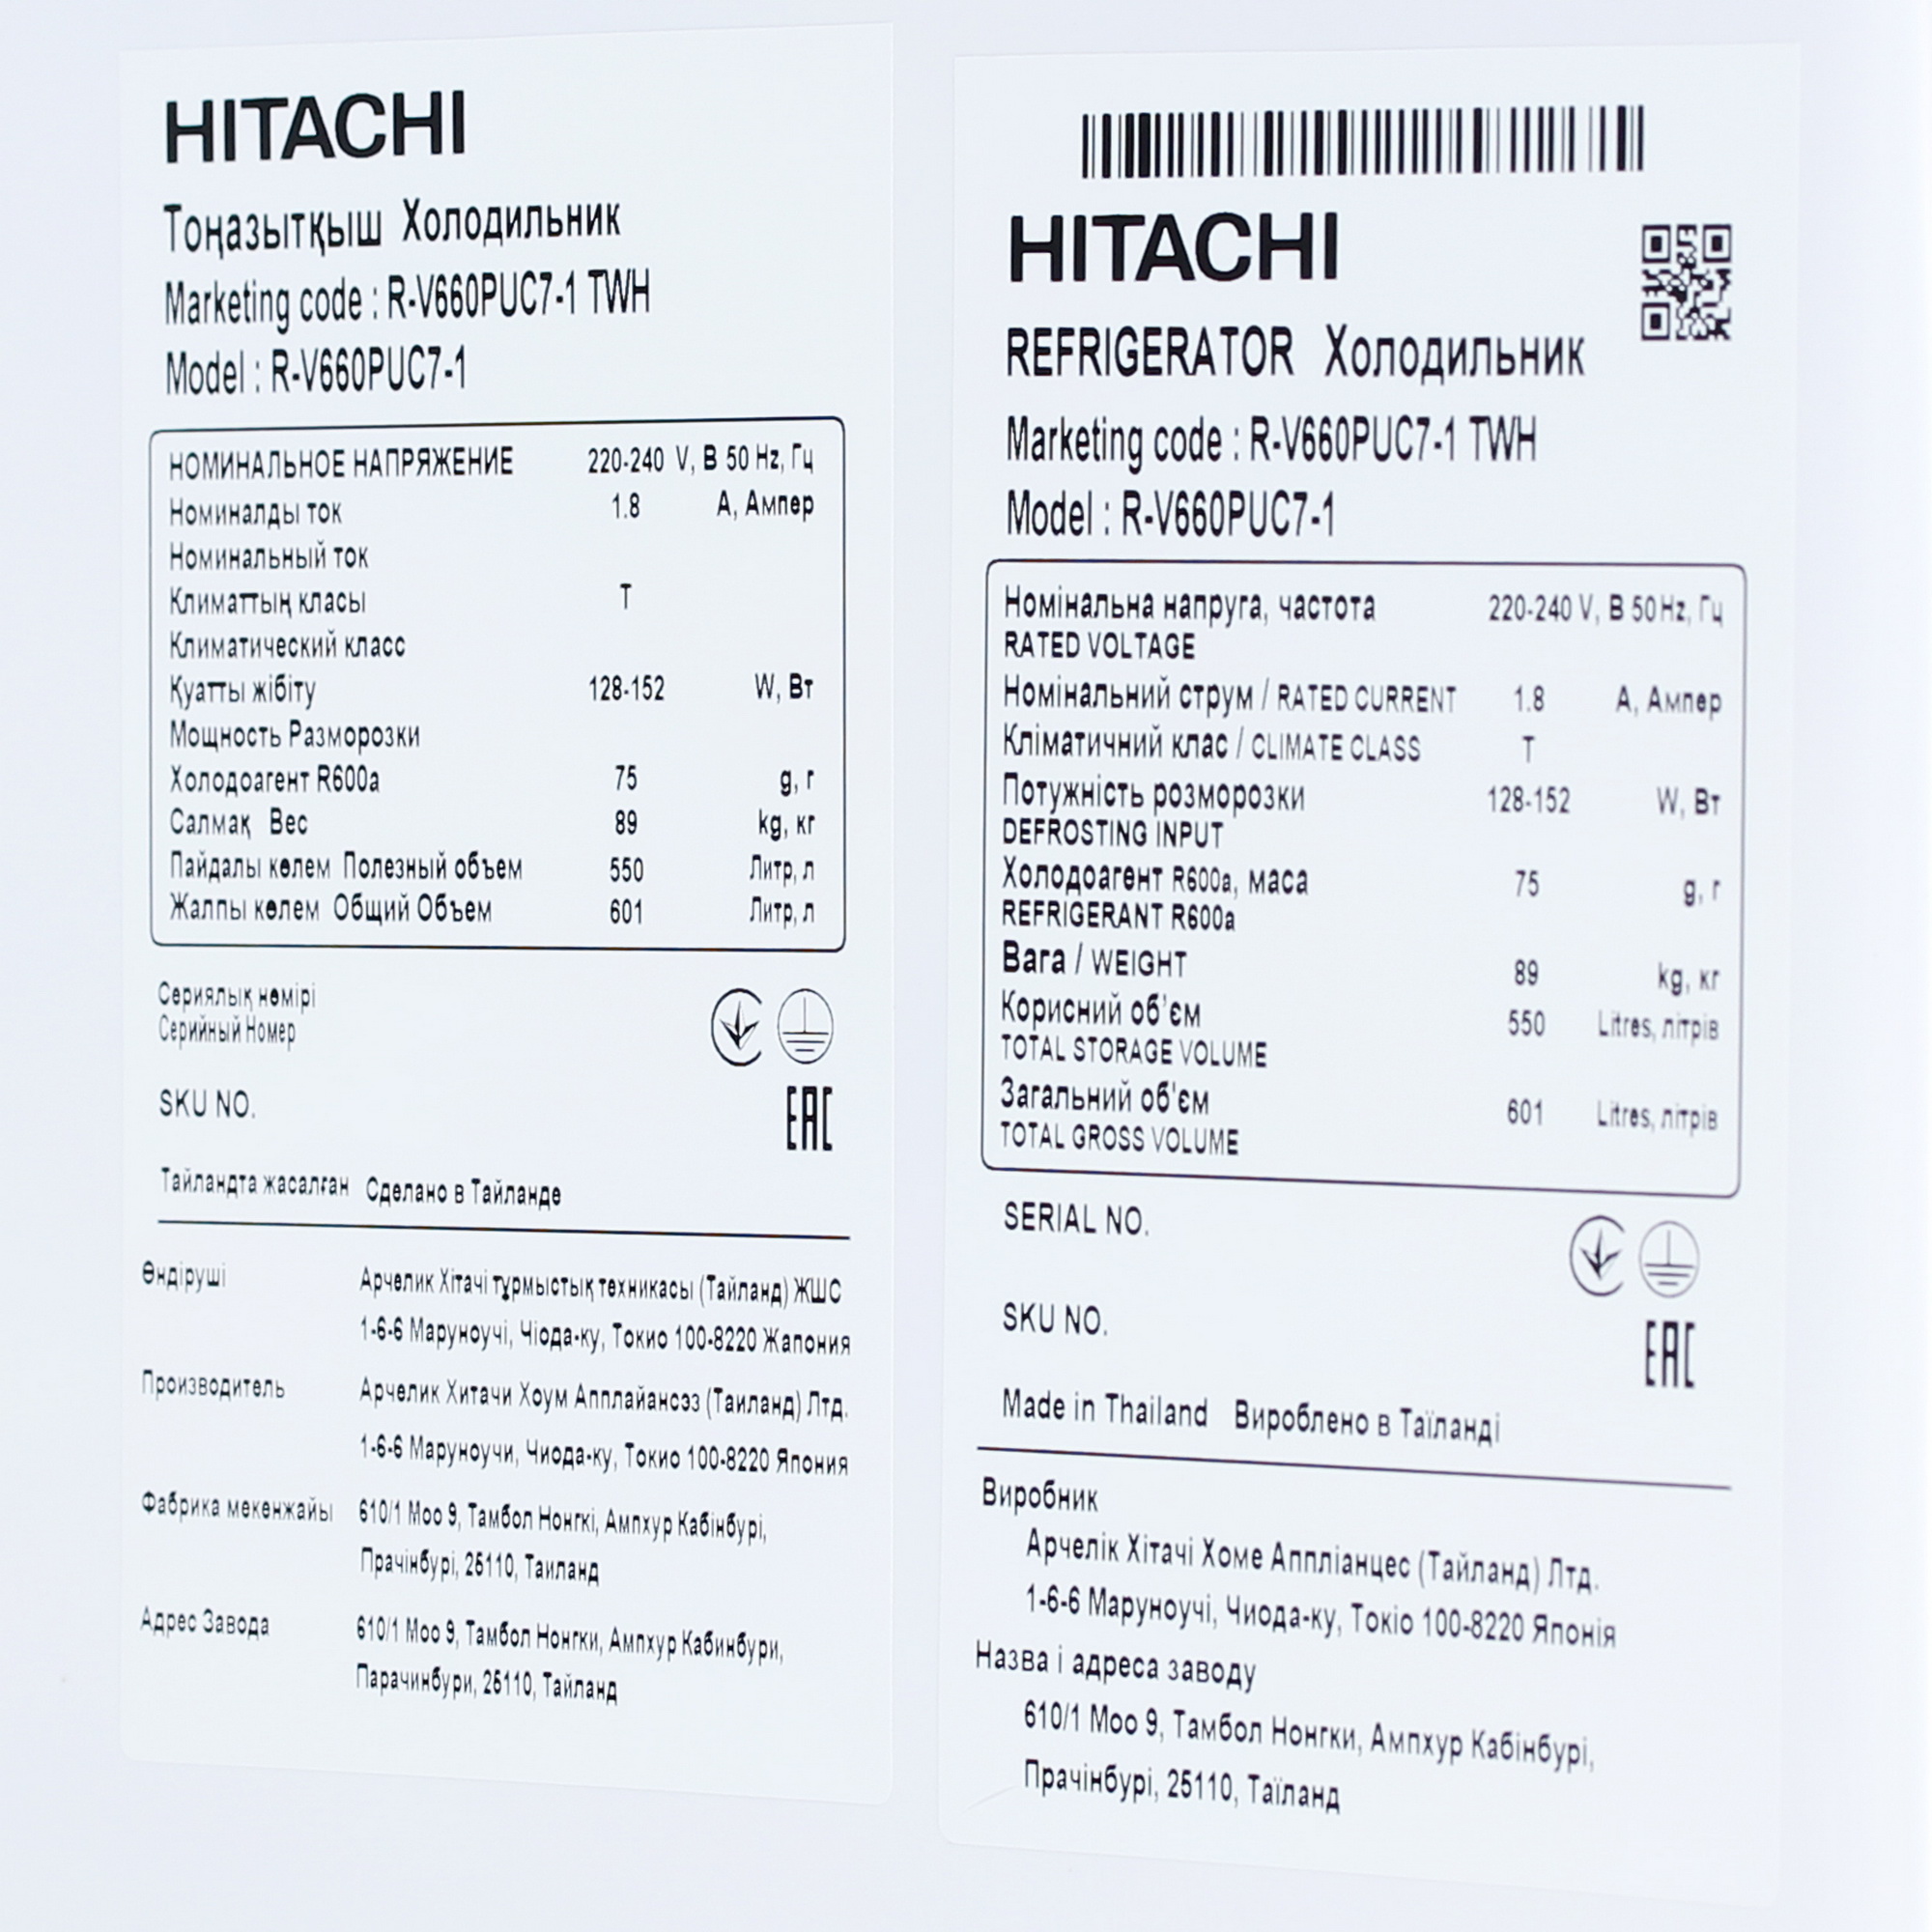 HITACHI
Тоңазытқыш Холодильник
Marketing code : R-V660PUC7-1 TWH
Model : R-V660PUC7-1
НОМИНАЛЬНОЕ НАПРЯЖЕНИЕ 220-240 V, В 50 Hz, Гц
Номиналды ток 1.8 A, Ампер
Номинальный ток
Климаттың класы T
Климатический класс
Қуатты жібіту 128-152 W, Вт
Мощность Разморозки
Холодоагент R600a 75 g, г
Салмақ Вес 89 kg, кг
Пайдалы көлем Полезный объем 550 Литр, л
Жалпы көлем Общий Объем 601 Литр, л
Сериялық нөмірі
Серийный Номер
SKU NO.
EAC
Тайландта жасалған Сделано в Тайланде
Өндіруші Арчелик Хітачі тұрмыстық техникасы (Тайланд) ЖШС
1-6-6 Маруноучі, Чіода-ку, Токио 100-8220 Жапония
Производитель Арчелик Хитачи Хоум Апплайансэз (Таиланд) Лтд.
1-6-6 Маруноучи, Чиода-ку, Токио 100-8220 Япония
Фабрика мекенжайы 610/1 Моо 9, Тамбол Нонгкі, Ампхур Кабінбурі,
Прачінбурі, 25110, Таиланд
Адрес Завода 610/1 Моо 9, Тамбол Нонгки, Ампхур Кабинбури,
Парачинбури, 25110, Тайланд
HITACHI
REFRIGERATOR Холодильник
Marketing code : R-V660PUC7-1 TWH
Model : R-V660PUC7-1
Номінальна напруга, частота 220-240 V, В 50 Hz, Гц
RATED VOLTAGE
Номінальний струм / RATED CURRENT 1.8 A, Ампер
Кліматичний клас / CLIMATE CLASS T
Потужність розморозки 128-152 W, Вт
DEFROSTING INPUT
Холодоагент R600a, маса 75 g, г
REFRIGERANT R600a
Вага / WEIGHT 89 kg, кг
Корисний об'єм 550 Litres, літрів
TOTAL STORAGE VOLUME
Загальний об'єм 601 Litres, літрів
TOTAL GROSS VOLUME
SERIAL NO.
SKU NO.
EAC
Made in Thailand Вироблено в Таїланді
Виробник
Арчелік Хітачі Хоме Аппліанцес (Тайланд) Лтд.
1-6-6 Маруноучі, Чиода-ку, Токіо 100-8220 Японія
Назва і адреса заводу
610/1 Моо 9, Тамбол Нонгки, Ампхур Кабінбурі,
Прачінбурі, 25110, Таїланд